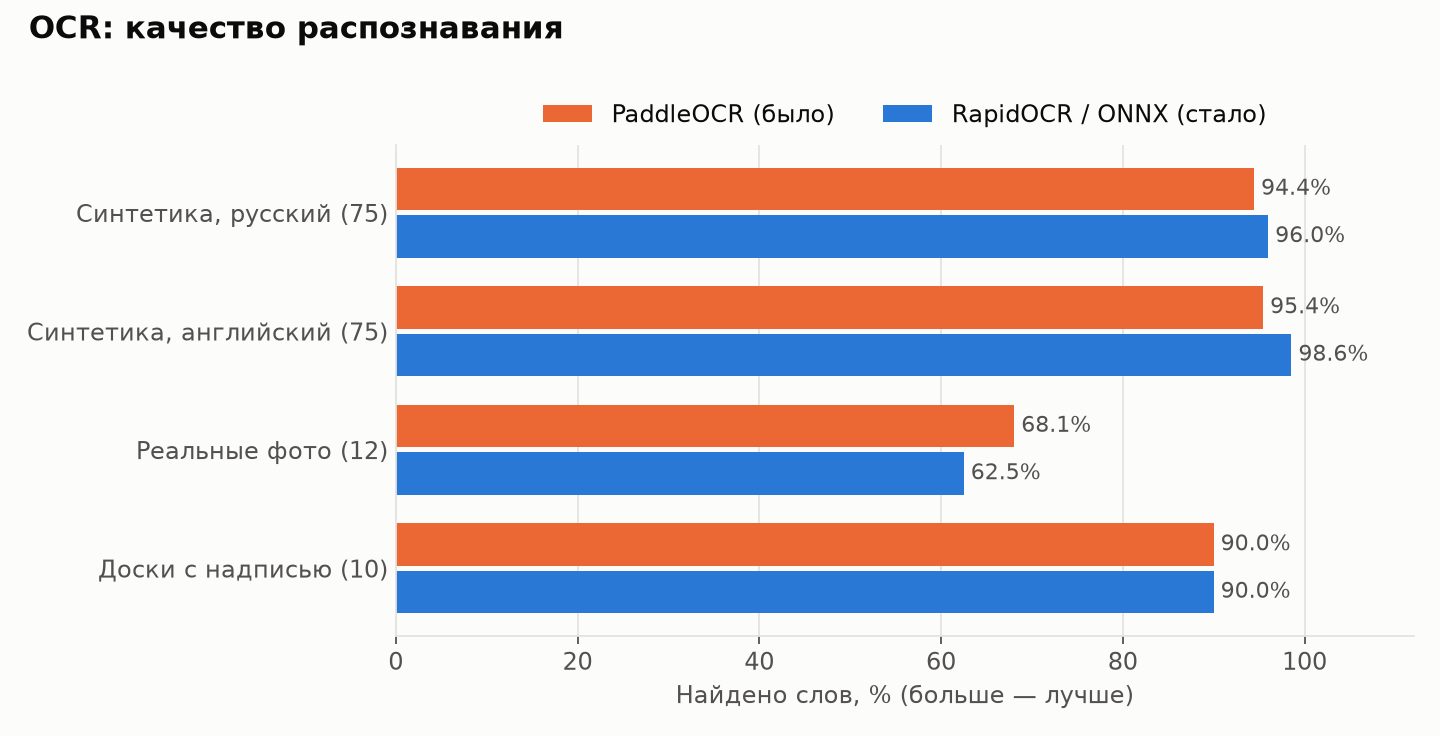 OCR: качество распознавания
PaddleOCR (было)
RapidOCR / ONNX (стало)
Синтетика, русский (75)
94.4%
96.0%
Синтетика, английский (75)
95.4%
98.6%
Реальные фото (12)
68.1%
62.5%
Доски с надписью (10)
90.0%
90.0%
0 20 40 60 80 100
Найдено слов, % (больше — лучше)